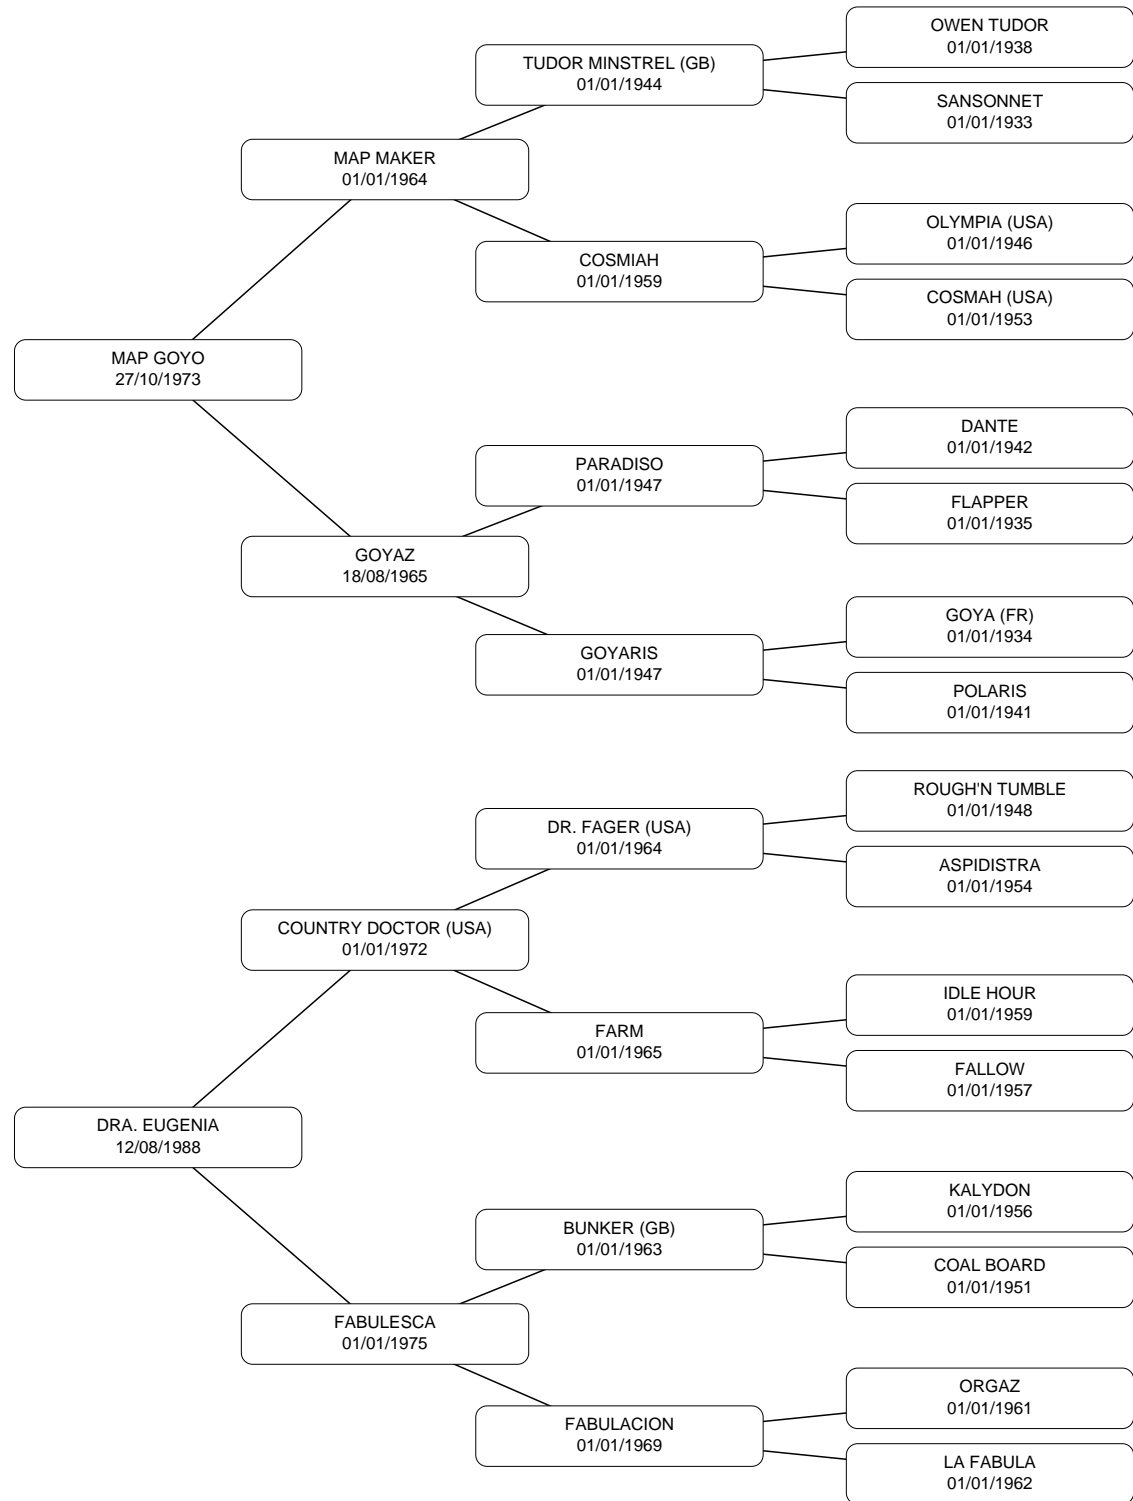 OWEN TUDOR
01/01/1938
TUDOR MINSTREL (GB)
01/01/1944
SANSONNET
01/01/1933
MAP MAKER
01/01/1964
OLYMPIA (USA)
01/01/1946
COSMIAH
01/01/1959
COSMAH (USA)
01/01/1953
MAP GOYO
27/10/1973
DANTE
01/01/1942
PARADISO
01/01/1947
FLAPPER
01/01/1935
GOYAZ
18/08/1965
GOYA (FR)
01/01/1934
GOYARIS
01/01/1947
POLARIS
01/01/1941
ROUGH'N TUMBLE
01/01/1948
DR. FAGER (USA)
01/01/1964
ASPIDISTRA
01/01/1954
COUNTRY DOCTOR (USA)
01/01/1972
IDLE HOUR
01/01/1959
FARM
01/01/1965
FALLOW
01/01/1957
DRA. EUGENIA
12/08/1988
KALYDON
01/01/1956
BUNKER (GB)
01/01/1963
COAL BOARD
01/01/1951
FABULESCA
01/01/1975
ORGAZ
01/01/1961
FABULACION
01/01/1969
LA FABULA
01/01/1962